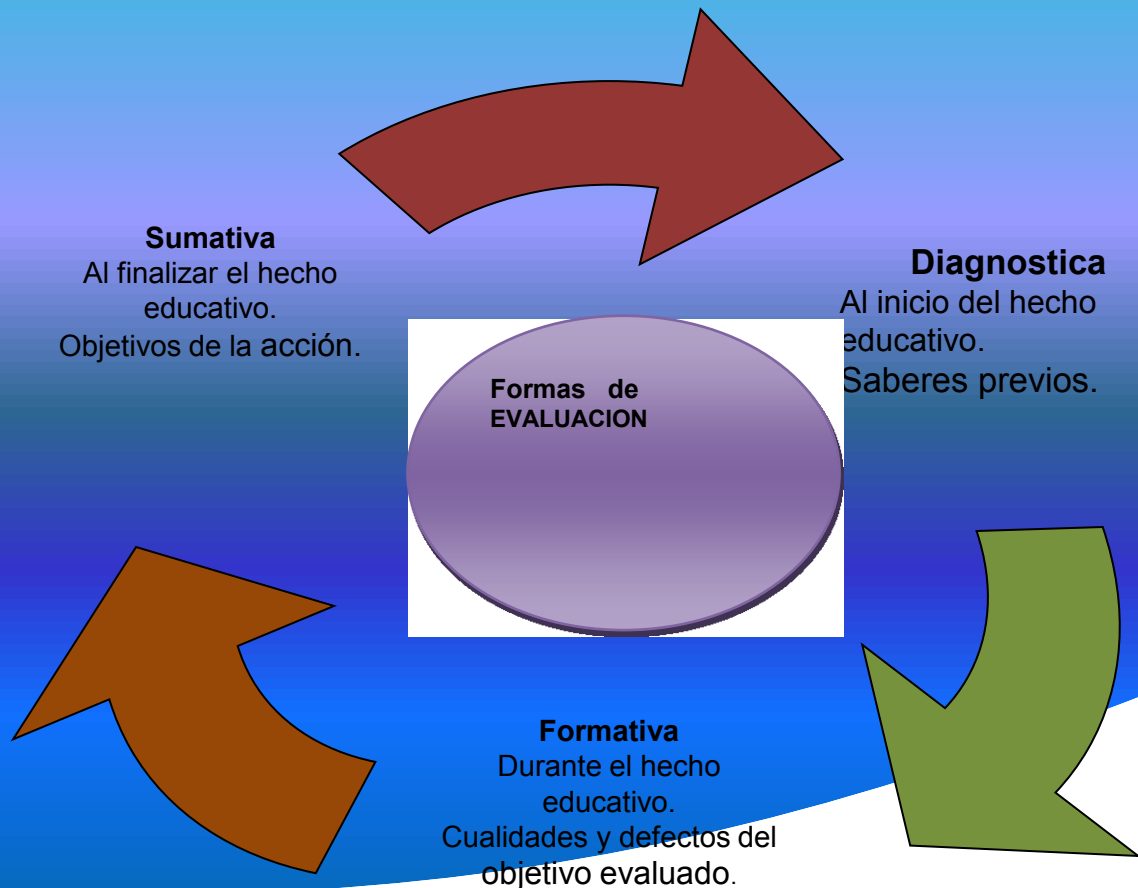 Sumativa
Al finalizar el hecho
educativo.
Objetivos de la acción.
Diagnostica
Al inicio del hecho
educativo.
Saberes previos.
Formas de
EVALUACION
Formativa
Durante el hecho
educativo.
Cualidades y defectos del
objetivo evaluado.